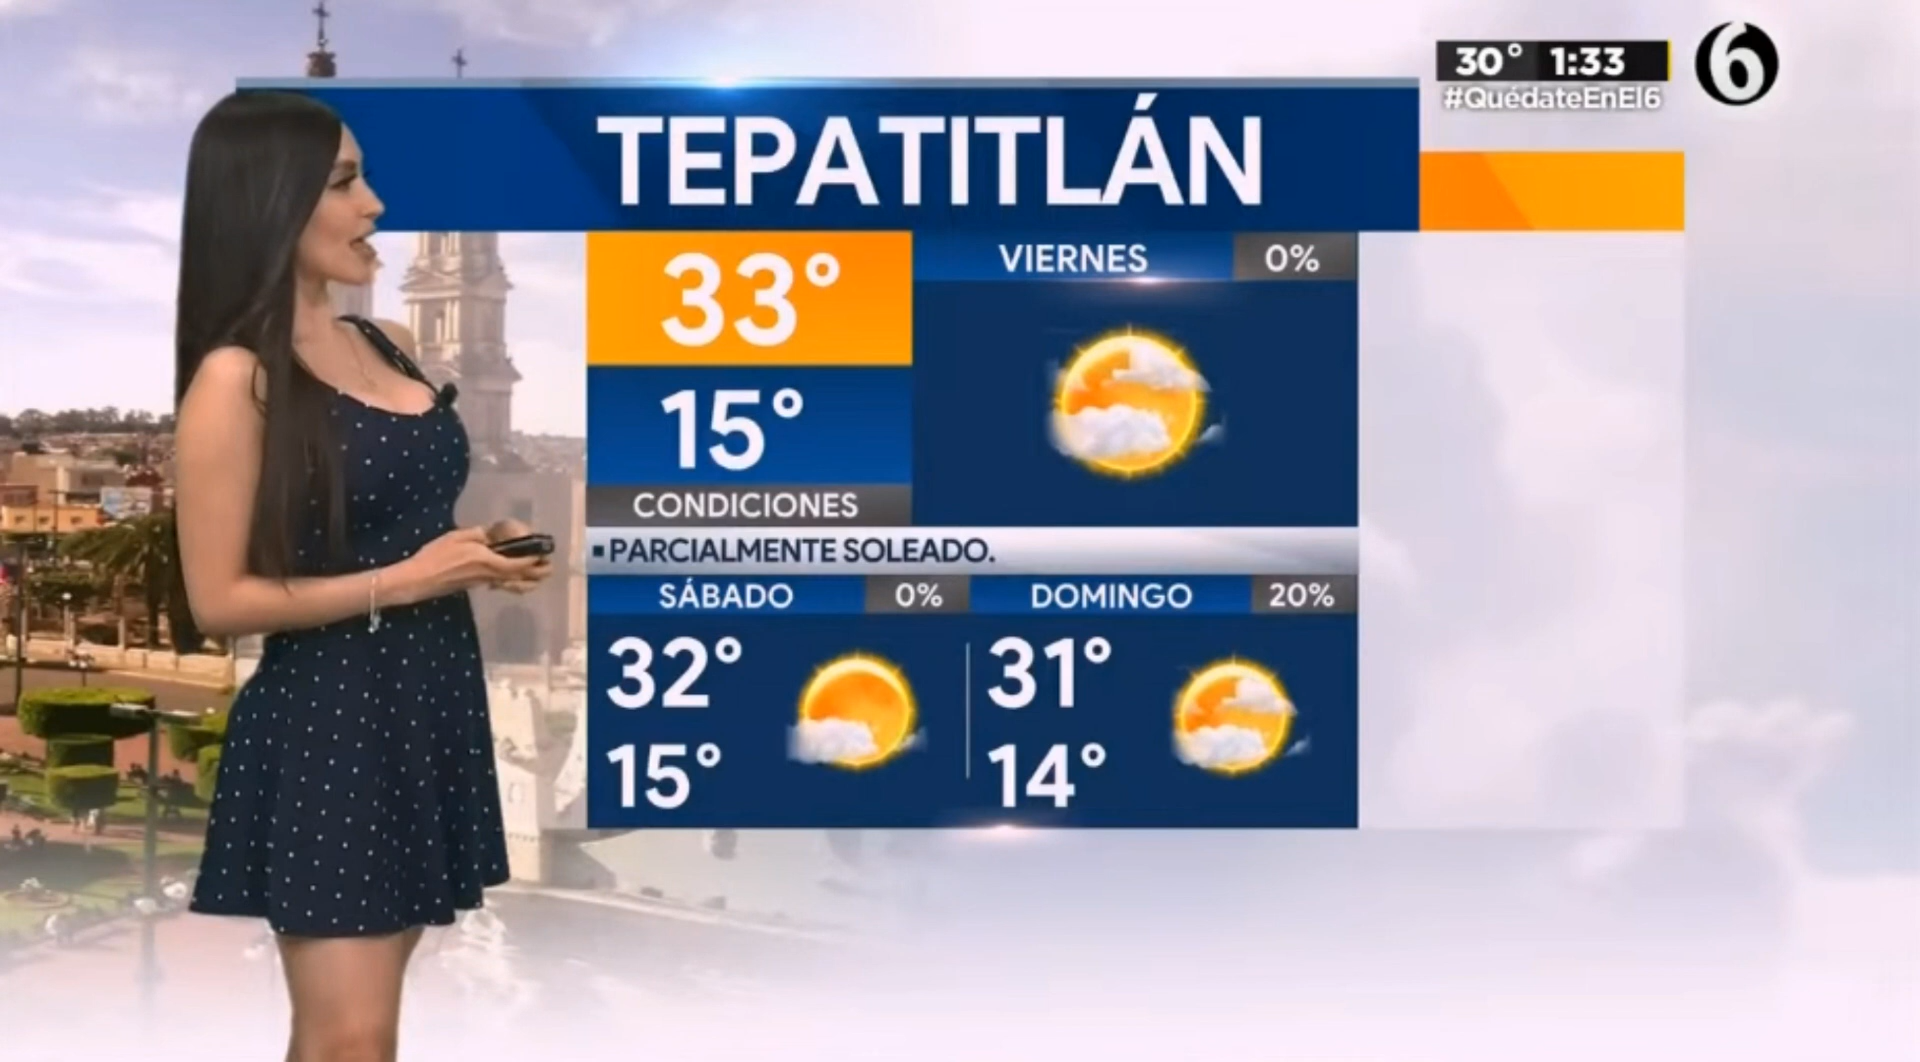 30° 1:33
6
#QuédateEnEl6
TEPATITLÁN
33°
VIERNES 0%
15°
CONDICIONES
▪PARCIALMENTE SOLEADO.
SÁBADO 0% DOMINGO 20%
32° 31°
15° 14°